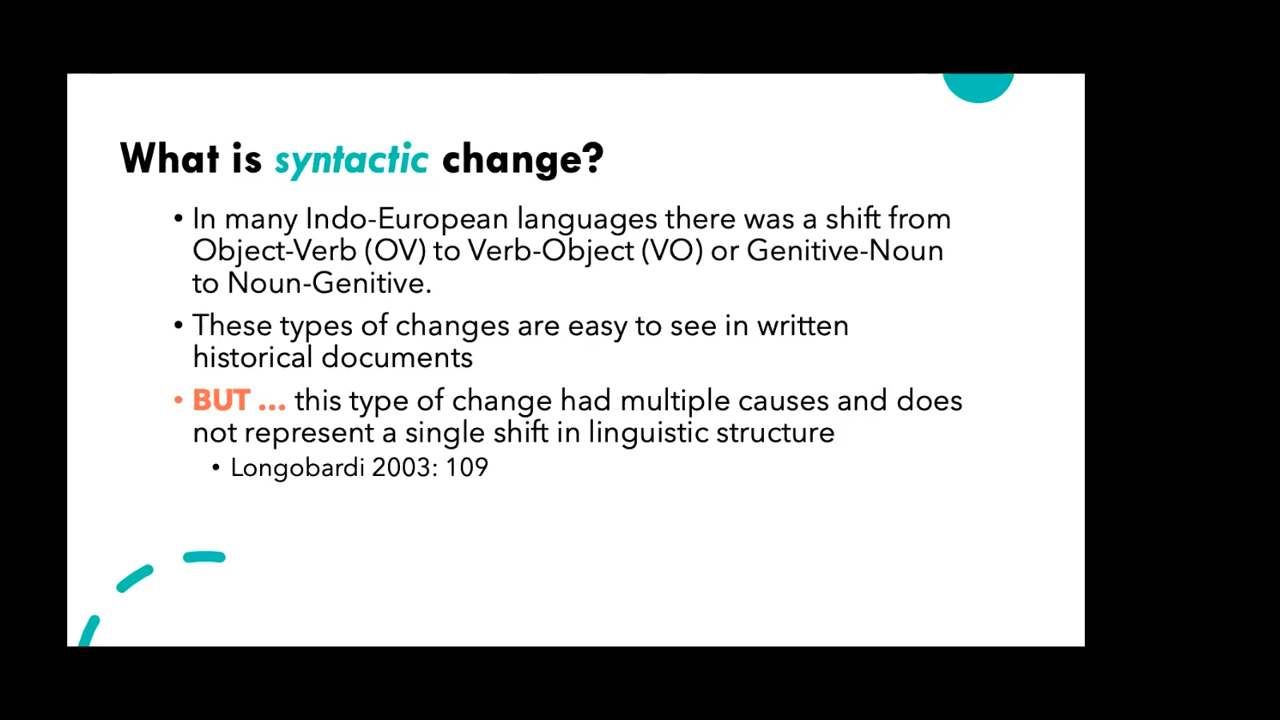 What is syntactic change?
• In many Indo-European languages there was a shift from
Object-Verb (OV) to Verb-Object (VO) or Genitive-Noun
to Noun-Genitive.
• These types of changes are easy to see in written
historical documents
• BUT ... this type of change had multiple causes and does
not represent a single shift in linguistic structure
• Longobardi 2003: 109